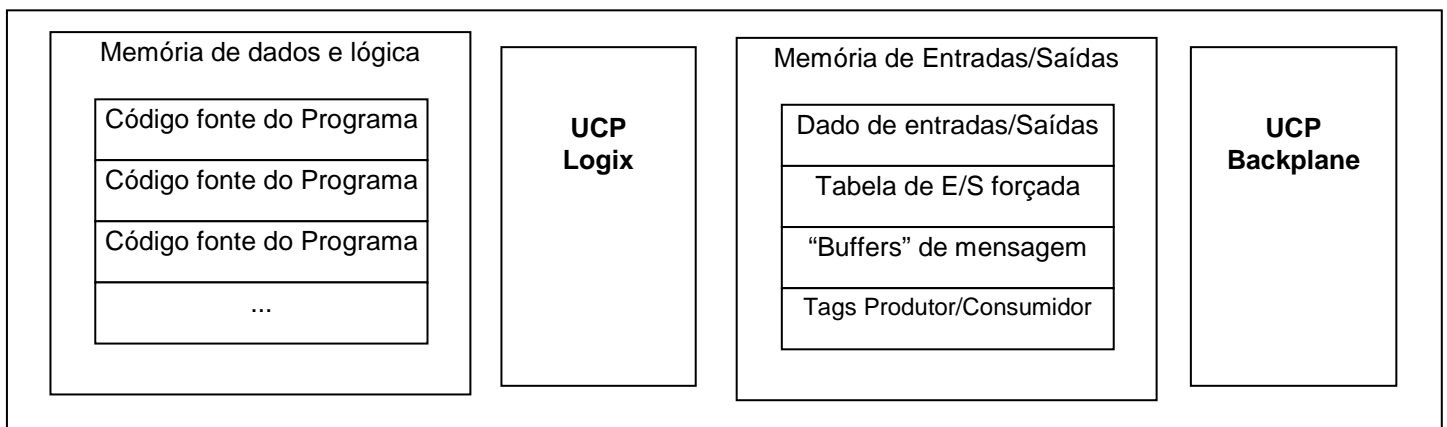 Memória de dados e lógica
Código fonte do Programa
Código fonte do Programa
Código fonte do Programa
...
UCP
Logix
Memória de Entradas/Saídas
Dado de entradas/Saídas
Tabela de E/S forçada
“Buffers” de mensagem
Tags Produtor/Consumidor
UCP
Backplane